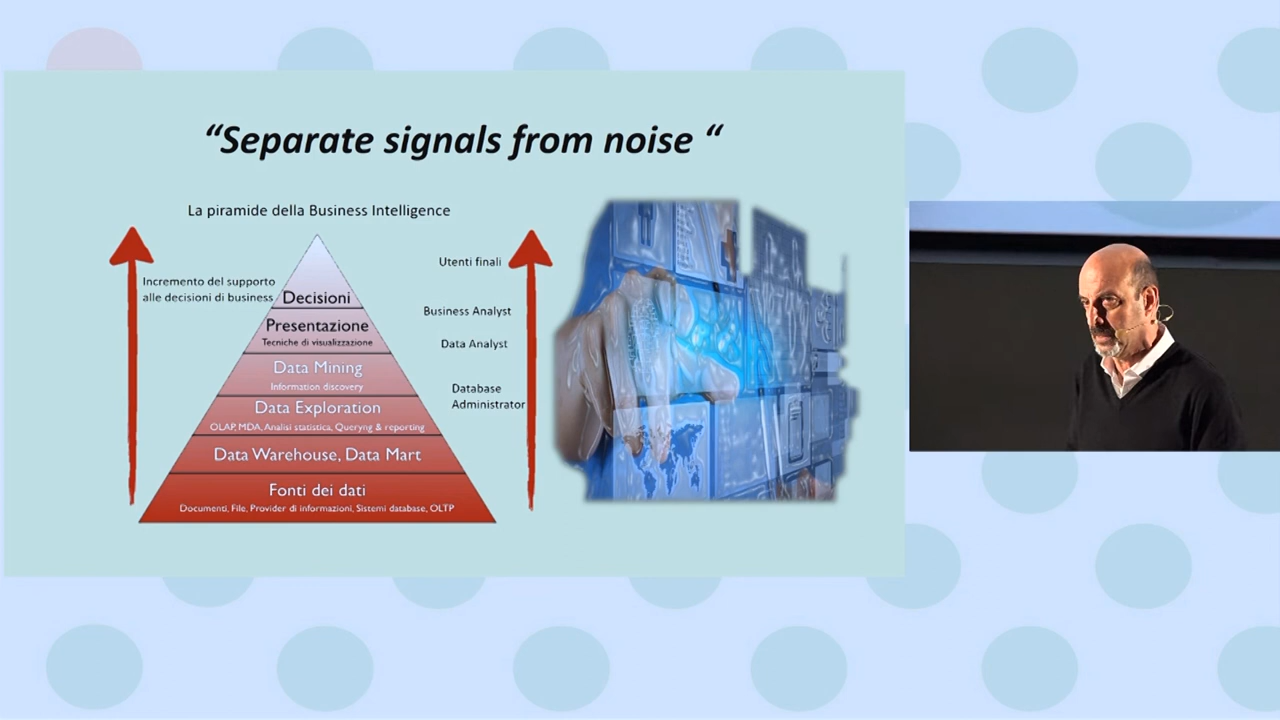 “Separate signals from noise “
La piramide della Business Intelligence
Incremento del supporto
alle decisioni di business
Decisioni
Presentazione
Tecniche di visualizzazione
Data Mining
Information discovery
Data Exploration
OLAP, MDA, Analisi statistica, Queryng & reporting
Data Warehouse, Data Mart
Fonti dei dati
Documenti, File, Provider di informazioni, Sistemi database, OLTP
Utenti finali
Business Analyst
Data Analyst
Database
Administrator